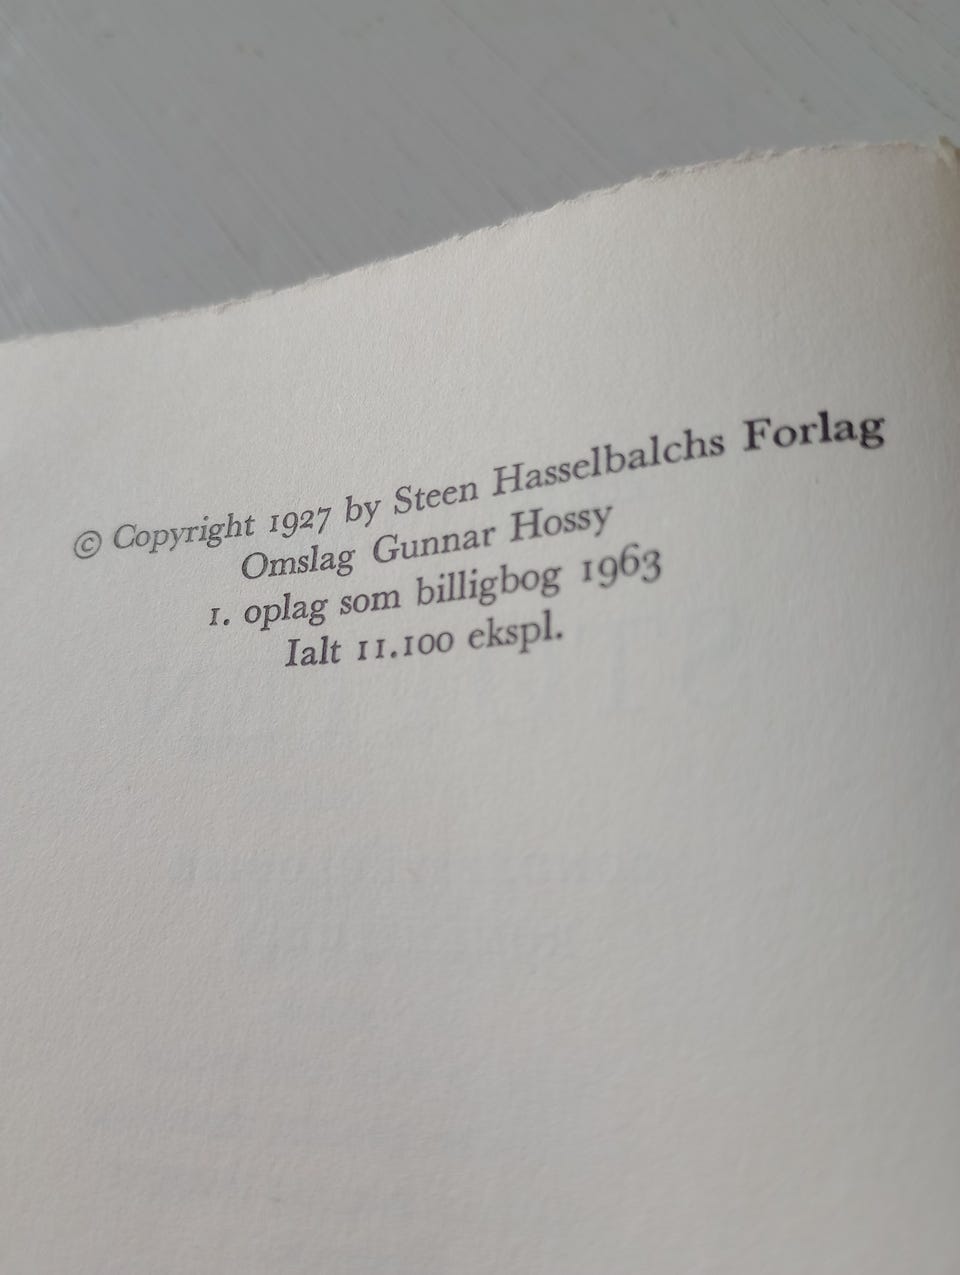 © Copyright 1927 by Steen Hasselbalchs Forlag
Omslag Gunnar Hossy
1. oplag som billigbog 1963
Ialt 11.100 ekspl.